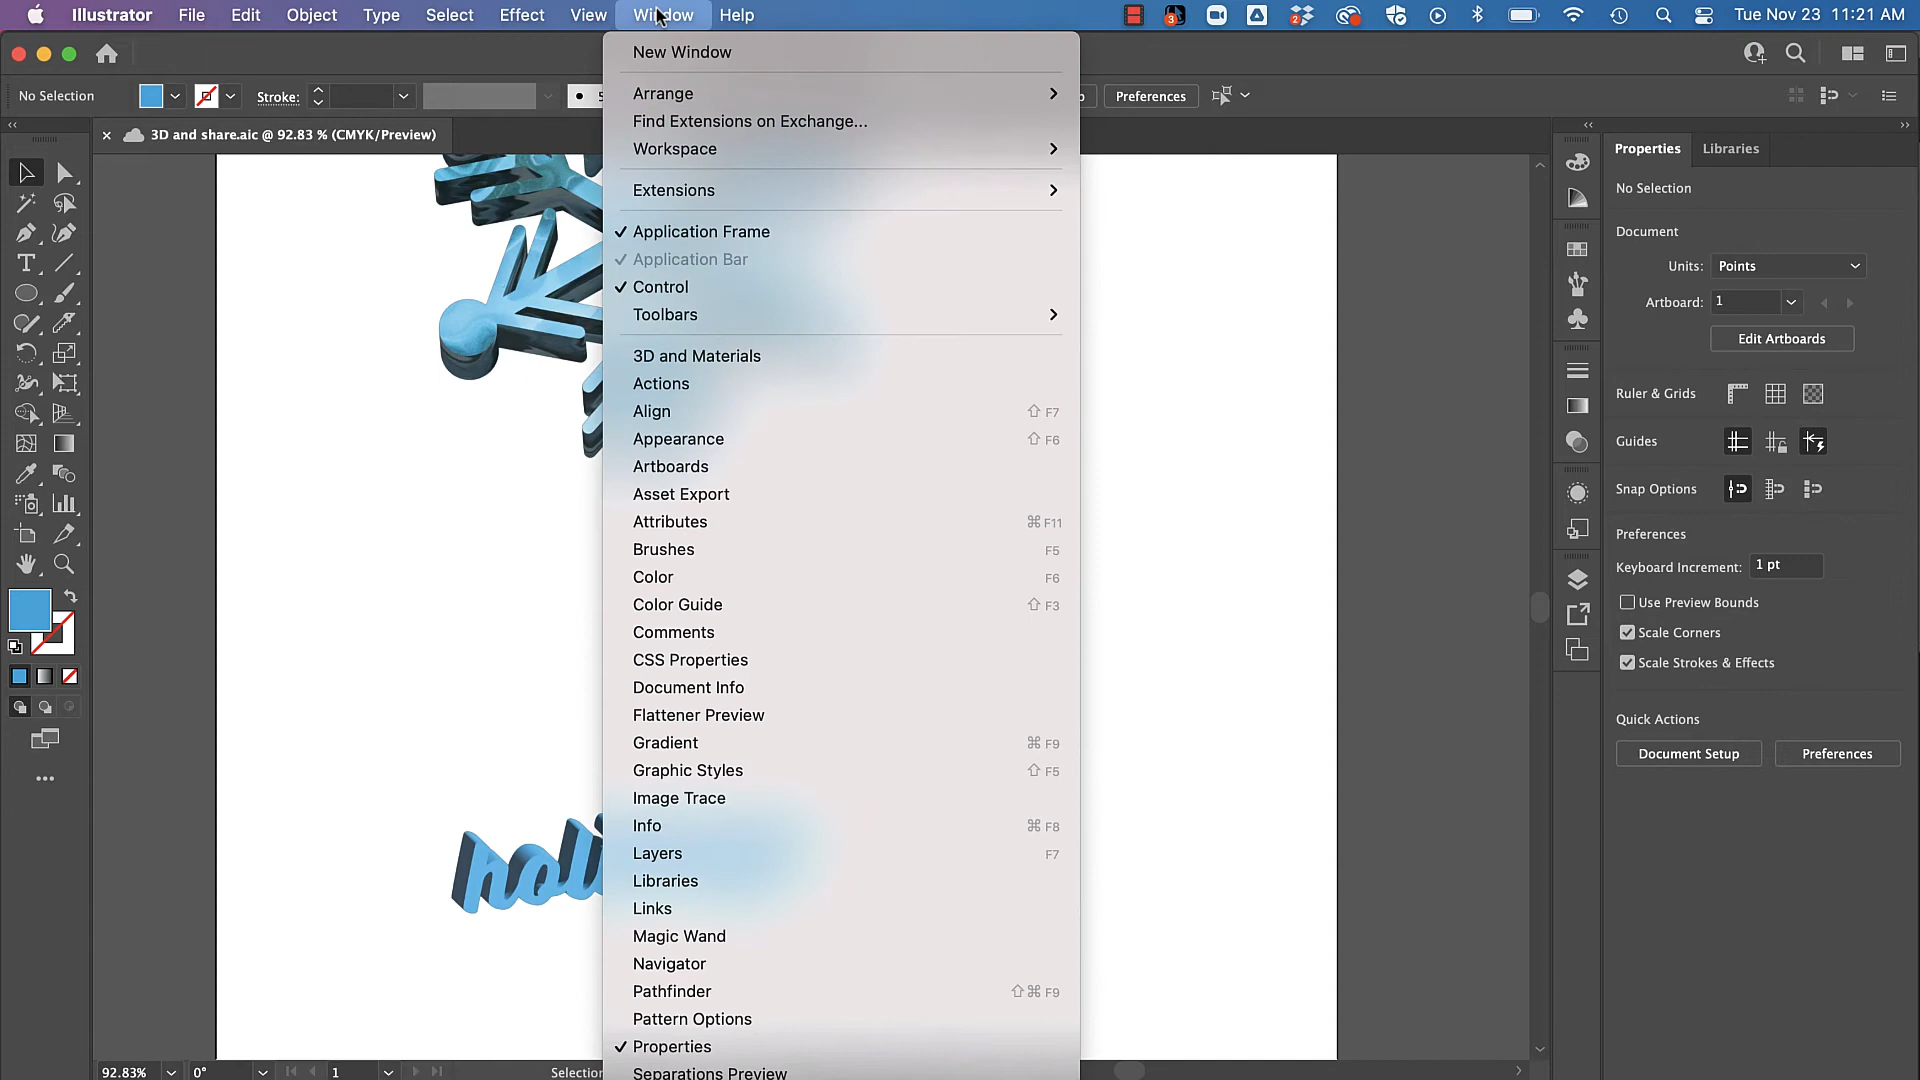 Illustrator File Edit Object Type Select Effect View Window Help
3 2 Tue Nov 23 11:21 AM
No Selection Stroke: 5 Preferences
3D and share.aic @ 92.83 % (CMYK/Preview)
New Window
Arrange
Find Extensions on Exchange...
Workspace
Extensions
Application Frame
Application Bar
Control
Toolbars
3D and Materials
Actions
Align ⇧ F7
Appearance ⇧ F6
Artboards
Asset Export
Attributes ⌘ F11
Brushes F5
Color F6
Color Guide ⇧ F3
Comments
CSS Properties
Document Info
Flattener Preview
Gradient ⌘ F9
Graphic Styles ⇧ F5
Image Trace
Info ⌘ F8
Layers F7
Libraries
Links
Magic Wand
Navigator
Pathfinder ⇧⌘ F9
Pattern Options
Properties
Separations Preview
holi
92.83% 0° 1 Selection
Properties Libraries
No Selection
Document
Units: Points
Artboard: 1
Edit Artboards
Ruler & Grids
Guides
Snap Options
Preferences
Keyboard Increment: 1 pt
Use Preview Bounds
Scale Corners
Scale Strokes & Effects
Quick Actions
Document Setup Preferences